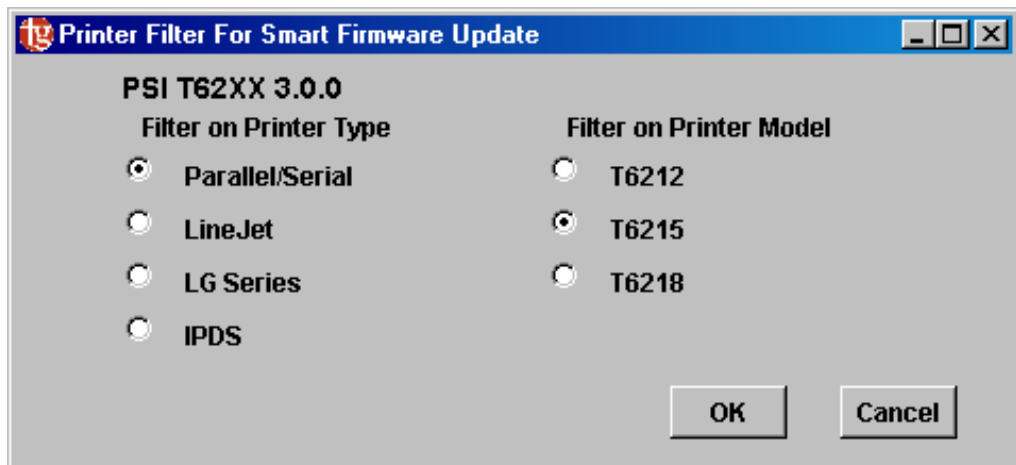 tg Printer Filter For Smart Firmware Update
PSI T62XX 3.0.0
Filter on Printer Type Filter on Printer Model
Parallel/Serial T6212
LineJet T6215
LG Series T6218
IPDS
OK Cancel